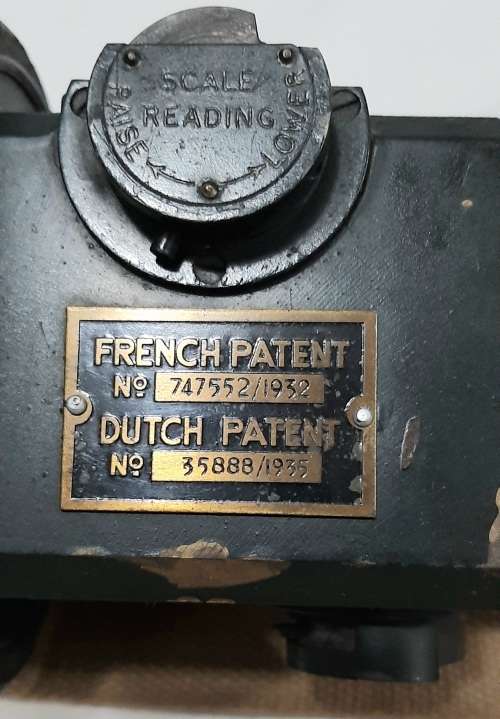 SCALE
READING
RAISE LOWER
FRENCH PATENT
Nº 747552/1932
DUTCH PATENT
Nº 35888/1935